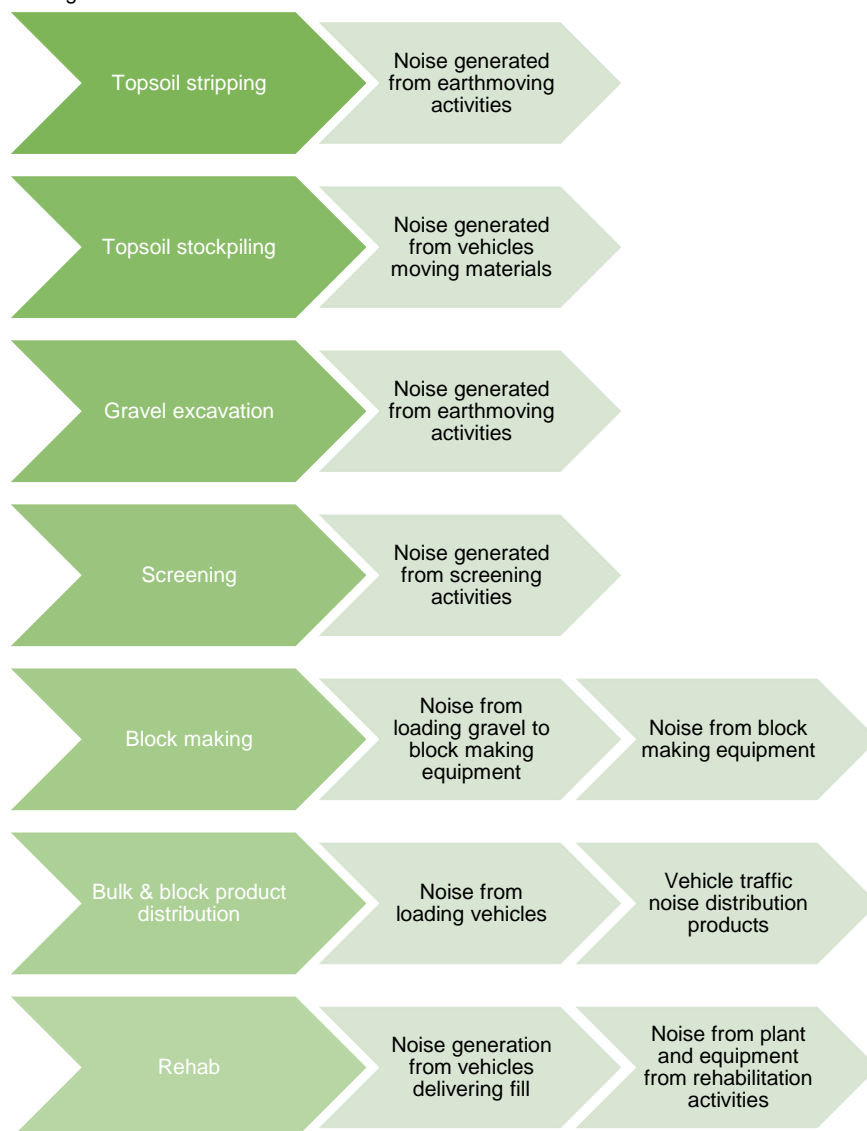 Topsoil stripping
Noise generated
from earthmoving
activities
Topsoil stockpiling
Noise generated
from vehicles
moving materials
Gravel excavation
Noise generated
from earthmoving
activities
Screening
Noise generated
from screening
activities
Block making
Noise from
loading gravel to
block making
equipment
Noise from block
making equipment
Bulk & block product
distribution
Noise from
loading vehicles
Vehicle traffic
noise distribution
products
Rehab
Noise generation
from vehicles
delivering fill
Noise from plant
and equipment
from rehabilitation
activities